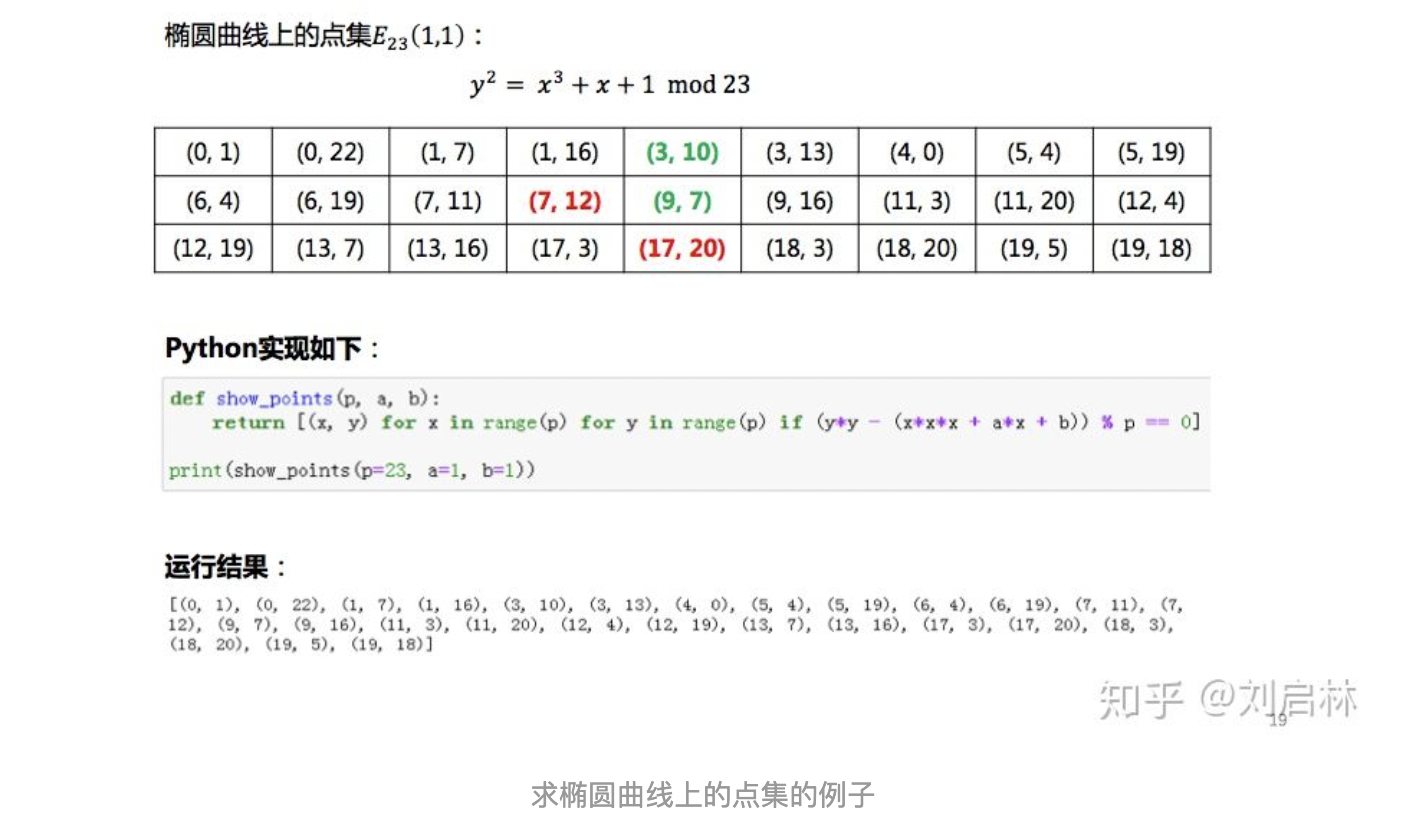 椭圆曲线上的点集E₂₃(1,1)：
y² = x³ + x + 1 mod 23
(0, 1) (0, 22) (1, 7) (1, 16) (3, 10) (3, 13) (4, 0) (5, 4) (5, 19)
(6, 4) (6, 19) (7, 11) (7, 12) (9, 7) (9, 16) (11, 3) (11, 20) (12, 4)
(12, 19) (13, 7) (13, 16) (17, 3) (17, 20) (18, 3) (18, 20) (19, 5) (19, 18)
Python实现如下：
def show_points(p, a, b):
    return [(x, y) for x in range(p) for y in range(p) if (y*y - (x*x*x + a*x + b)) % p == 0]
print(show_points(p=23, a=1, b=1))
运行结果：
[(0, 1), (0, 22), (1, 7), (1, 16), (3, 10), (3, 13), (4, 0), (5, 4), (5, 19), (6, 4), (6, 19), (7, 11), (7,
12), (9, 7), (9, 16), (11, 3), (11, 20), (12, 4), (12, 19), (13, 7), (13, 16), (17, 3), (17, 20), (18, 3),
(18, 20), (19, 5), (19, 18)]
知乎 @刘启林
19
求椭圆曲线上的点集的例子